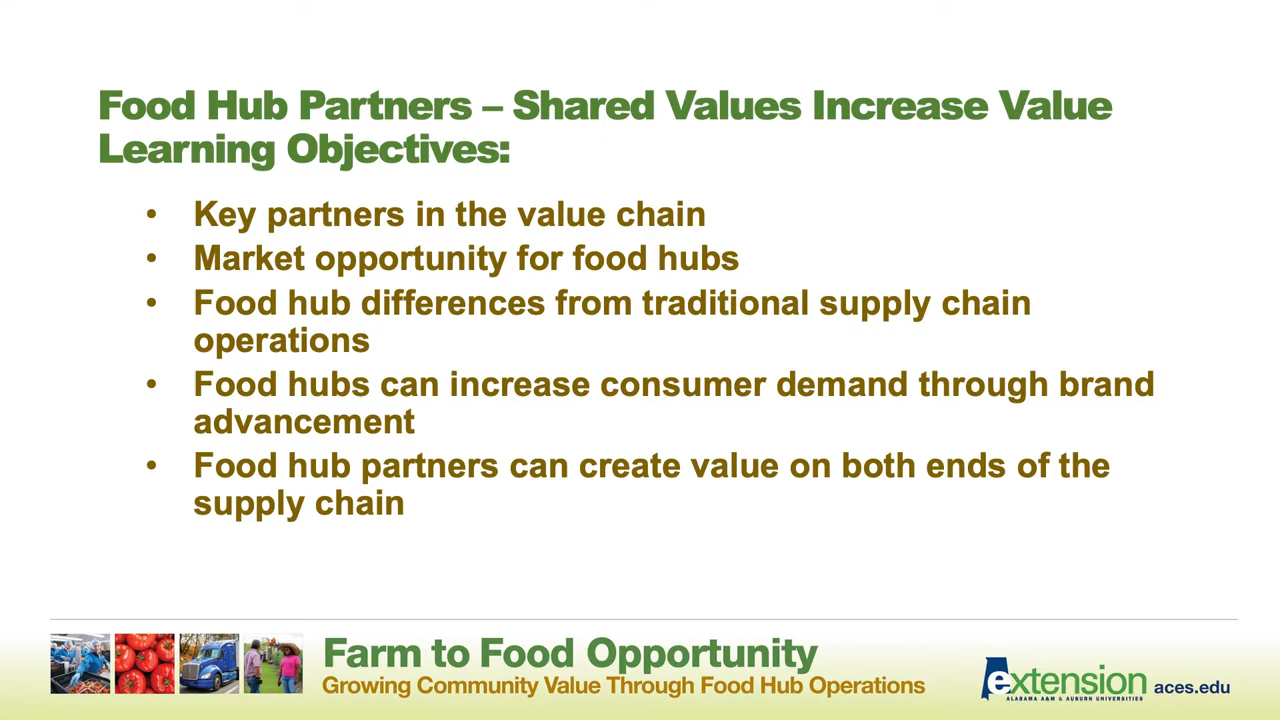 Food Hub Partners – Shared Values Increase Value
Learning Objectives:
• Key partners in the value chain
• Market opportunity for food hubs
• Food hub differences from traditional supply chain
operations
• Food hubs can increase consumer demand through brand
advancement
• Food hub partners can create value on both ends of the
supply chain
Farm to Food Opportunity
Growing Community Value Through Food Hub Operations
extension
ALABAMA A&M & AUBURN UNIVERSITIES
aces.edu